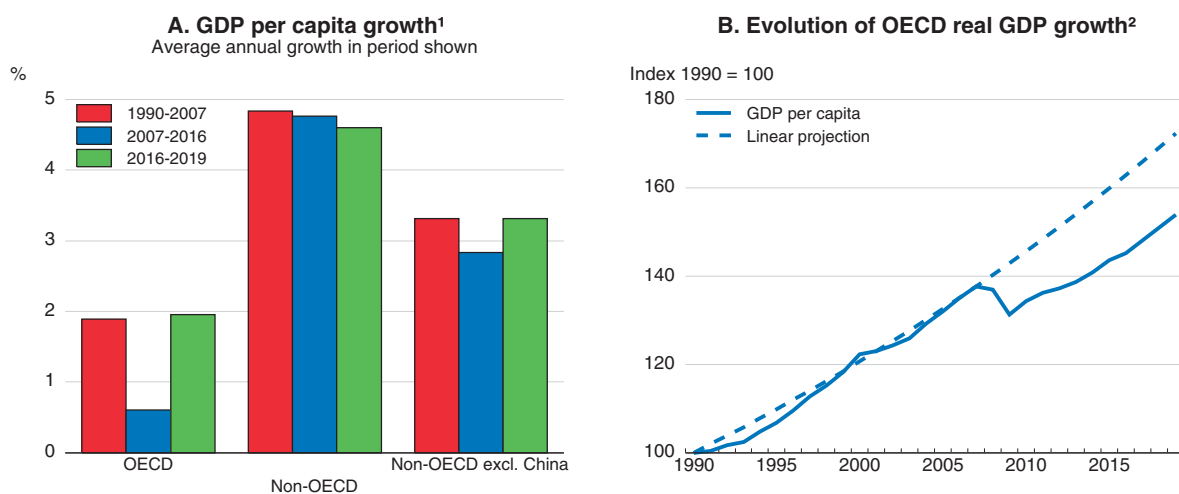 A. GDP per capita growth¹
Average annual growth in period shown
%
5
4
3
2
1
0
1990-2007
2007-2016
2016-2019
OECD
Non-OECD
Non-OECD excl. China
B. Evolution of OECD real GDP growth²
Index 1990 = 100
180
160
140
120
100
GDP per capita
Linear projection
1990 1995 2000 2005 2010 2015